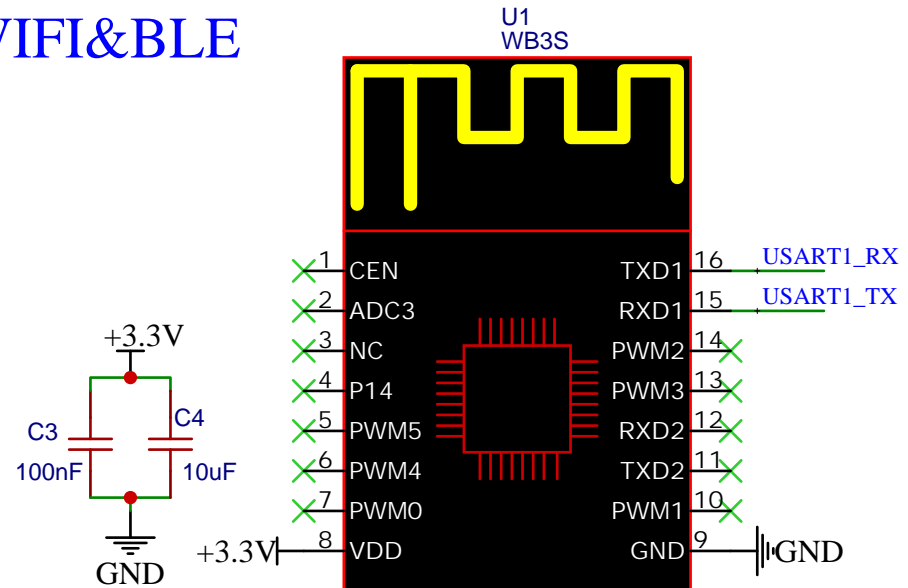 VIFI&BLE
U1
WB3S
1 CEN
2 ADC3
3 NC
4 P14
5 PWM5
6 PWM4
7 PWM0
+3.3V 8 VDD
TXD1 16 USART1_RX
RXD1 15 USART1_TX
PWM2 14
PWM3 13
RXD2 12
TXD2 11
PWM1 10
GND 9 GND
+3.3V
C3
100nF
C4
10uF
GND